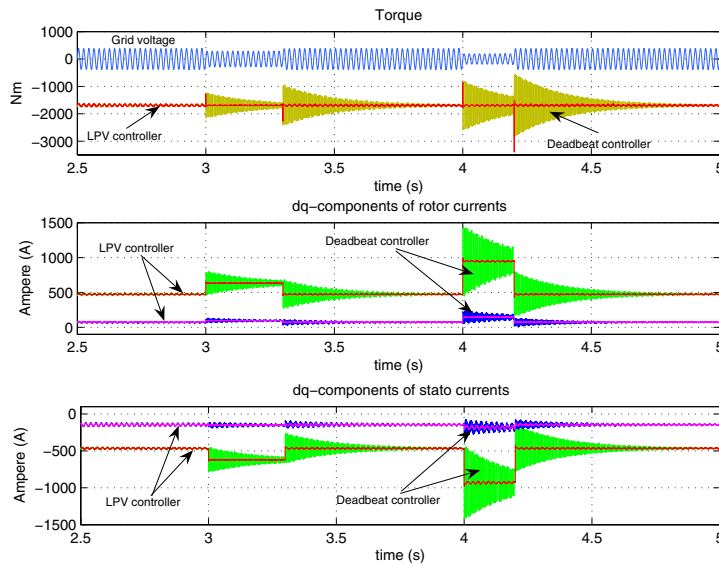 Torque
1000
0
−1000
−2000
−3000
Nm
Grid voltage
LPV controller
Deadbeat controller
2.5 3 3.5 4 4.5 5
time (s)
dq−components of rotor currents
1500
1000
500
0
Ampere (A)
LPV controller
Deadbeat controller
2.5 3 3.5 4 4.5 5
time (s)
dq−components of stato currents
0
−500
−1000
−1500
Ampere (A)
LPV controller
Deadbeat controller
2.5 3 3.5 4 4.5 5
time (s)